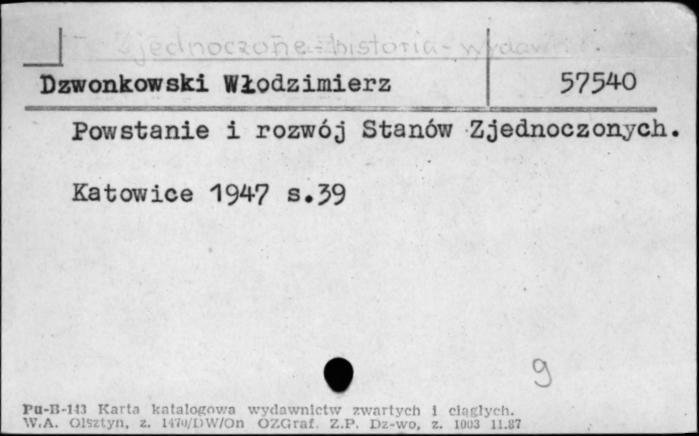 Zjednoczone - historia - wydaw
Dzwonkowski Włodzimierz 57540
Powstanie i rozwój Stanów Zjednoczonych.
Katowice 1947 s.39
9
Pu-B-143 Karta katalogowa wydawnictw zwartych i ciągłych.
W.A. Olsztyn, z. 1470/DW/On OZGraf. Z.P. Dz-wo, z. 1003 11.87